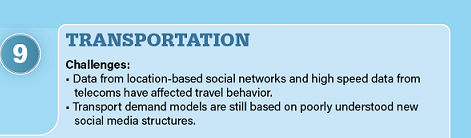 9
TRANSPORTATION
Challenges:
• Data from location-based social networks and high speed data from
telecoms have affected travel behavior.
• Transport demand models are still based on poorly understood new
social media structures.